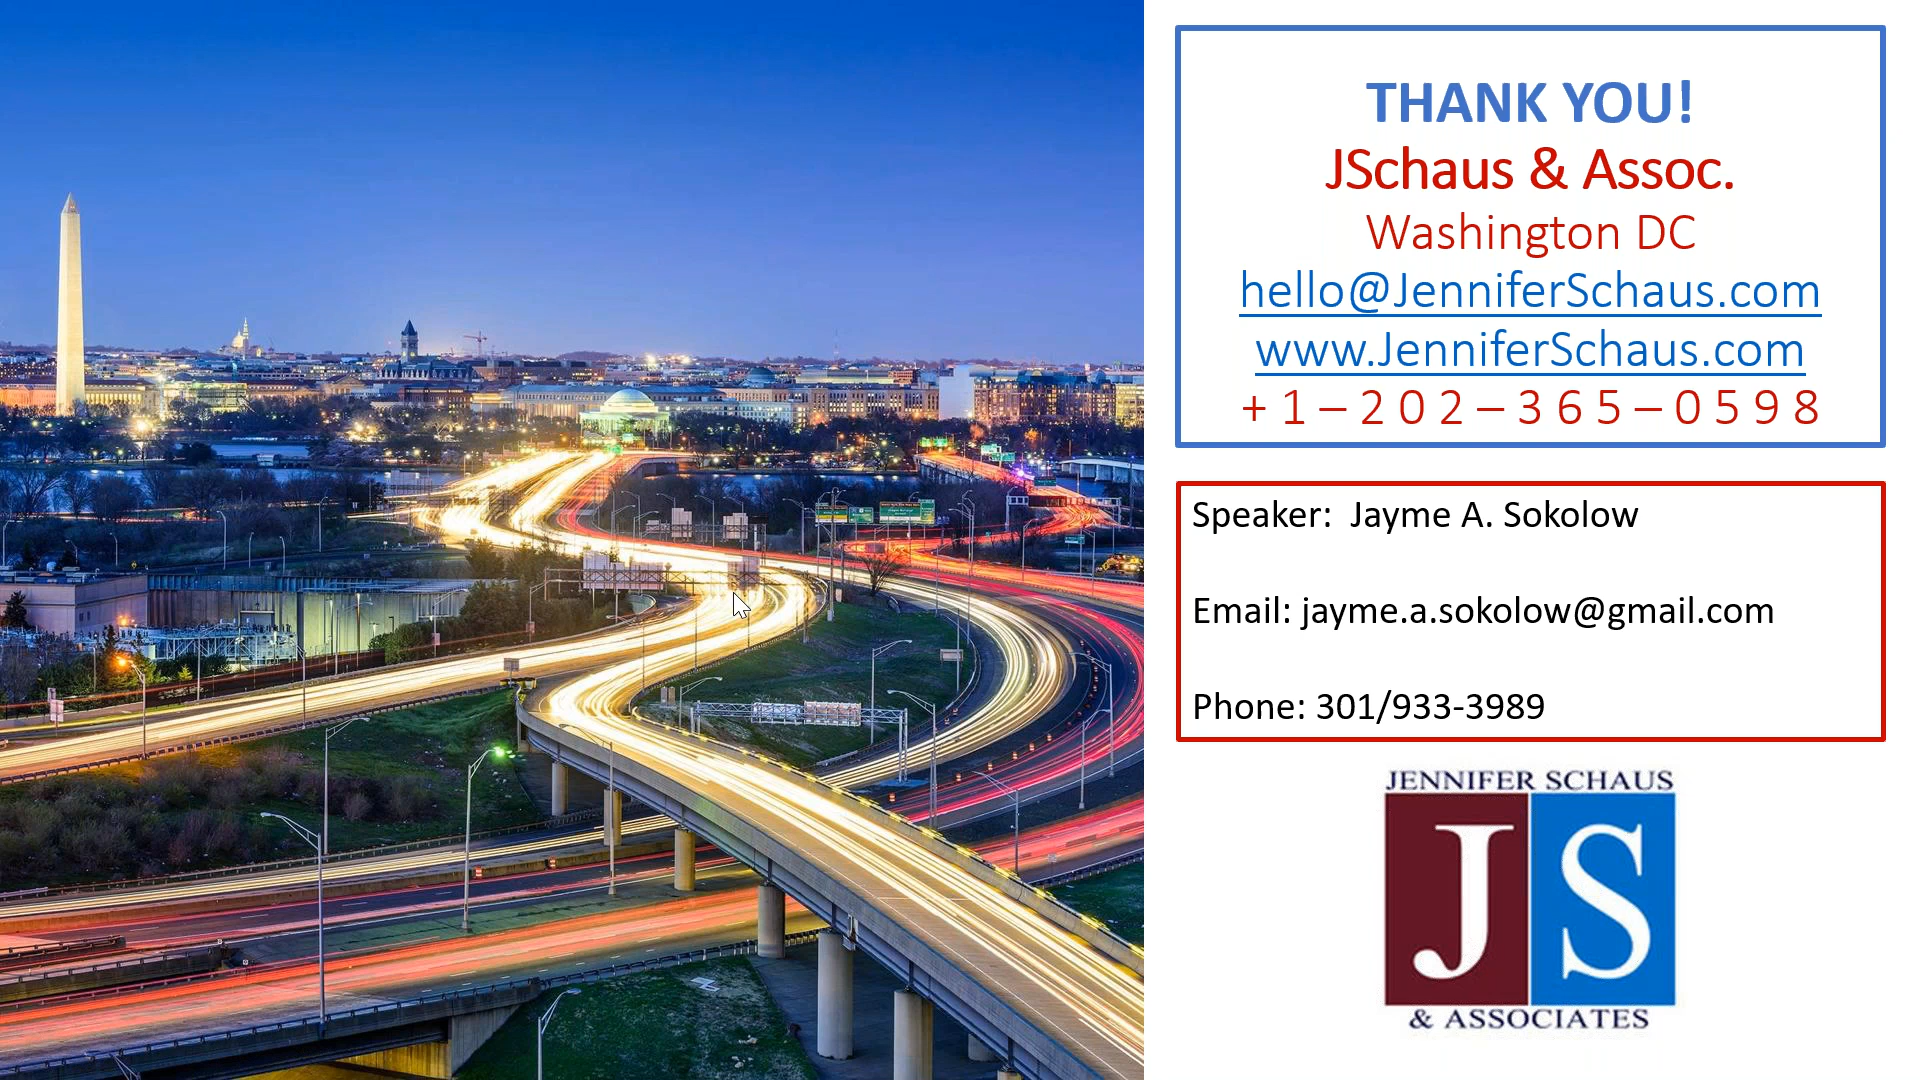 THANK YOU!
JSchaus & Assoc.
Washington DC
hello@JenniferSchaus.com
www.JenniferSchaus.com
+1–202–365–0598
Speaker:  Jayme A. Sokolow
Email: jayme.a.sokolow@gmail.com
Phone: 301/933-3989
JENNIFER SCHAUS
JS
& ASSOCIATES